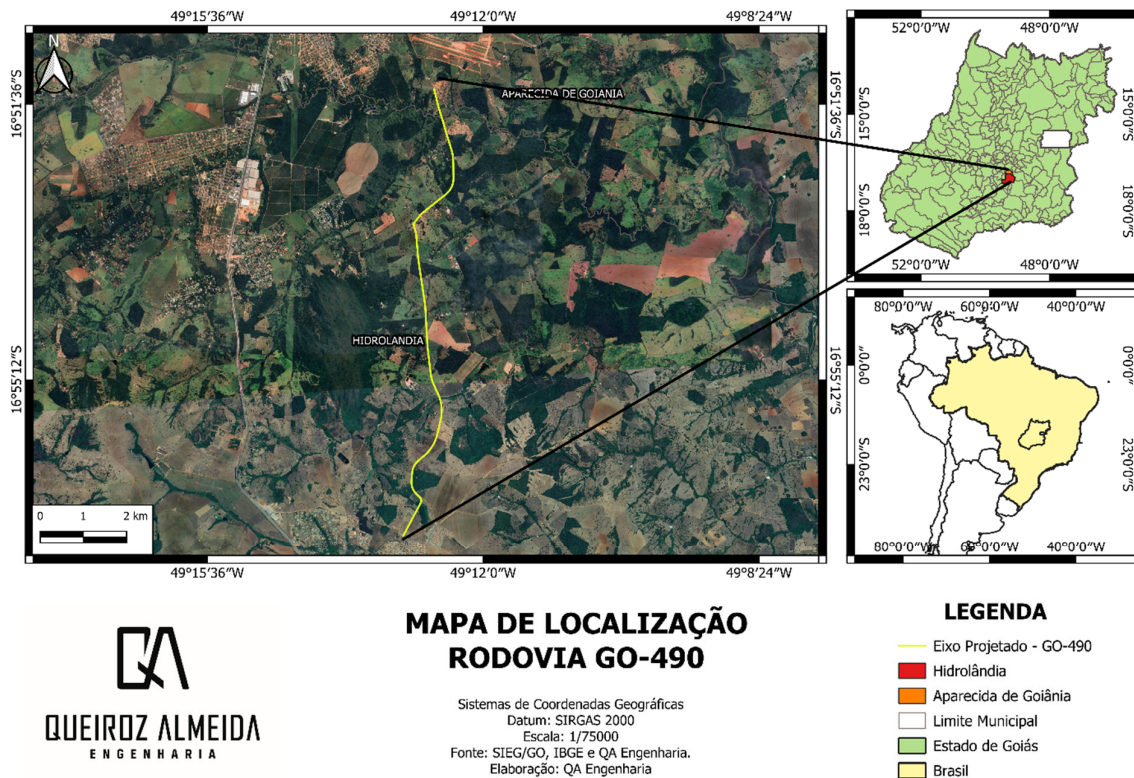 49°15'36"W 49°12'0"W 49°8'24"W
N
16°51'36"S
16°55'12"S
APARECIDA DE GOIANIA
HIDROLANDIA
16°51'36"S
16°55'12"S
0 1 2 km
49°15'36"W 49°12'0"W 49°8'24"W
52°0'0"W 48°0'0"W
15°0'0"S
18°0'0"S
15°0'0"S
18°0'0"S
52°0'0"W 48°0'0"W
80°0'0"W 60°0'0"W 40°0'0"W
0°0'0"
23°0'0"S
0°0'0"
23°0'0"S
80°0'0"W 60°0'0"W 40°0'0"W
QA
QUEIROZ ALMEIDA
ENGENHARIA
MAPA DE LOCALIZAÇÃO
RODOVIA GO-490
Sistemas de Coordenadas Geográficas
Datum: SIRGAS 2000
Escala: 1/75000
Fonte: SIEG/GO, IBGE e QA Engenharia.
Elaboração: QA Engenharia
LEGENDA
Eixo Projetado - GO-490
Hidrolândia
Aparecida de Goiânia
Limite Municipal
Estado de Goiás
Brasil